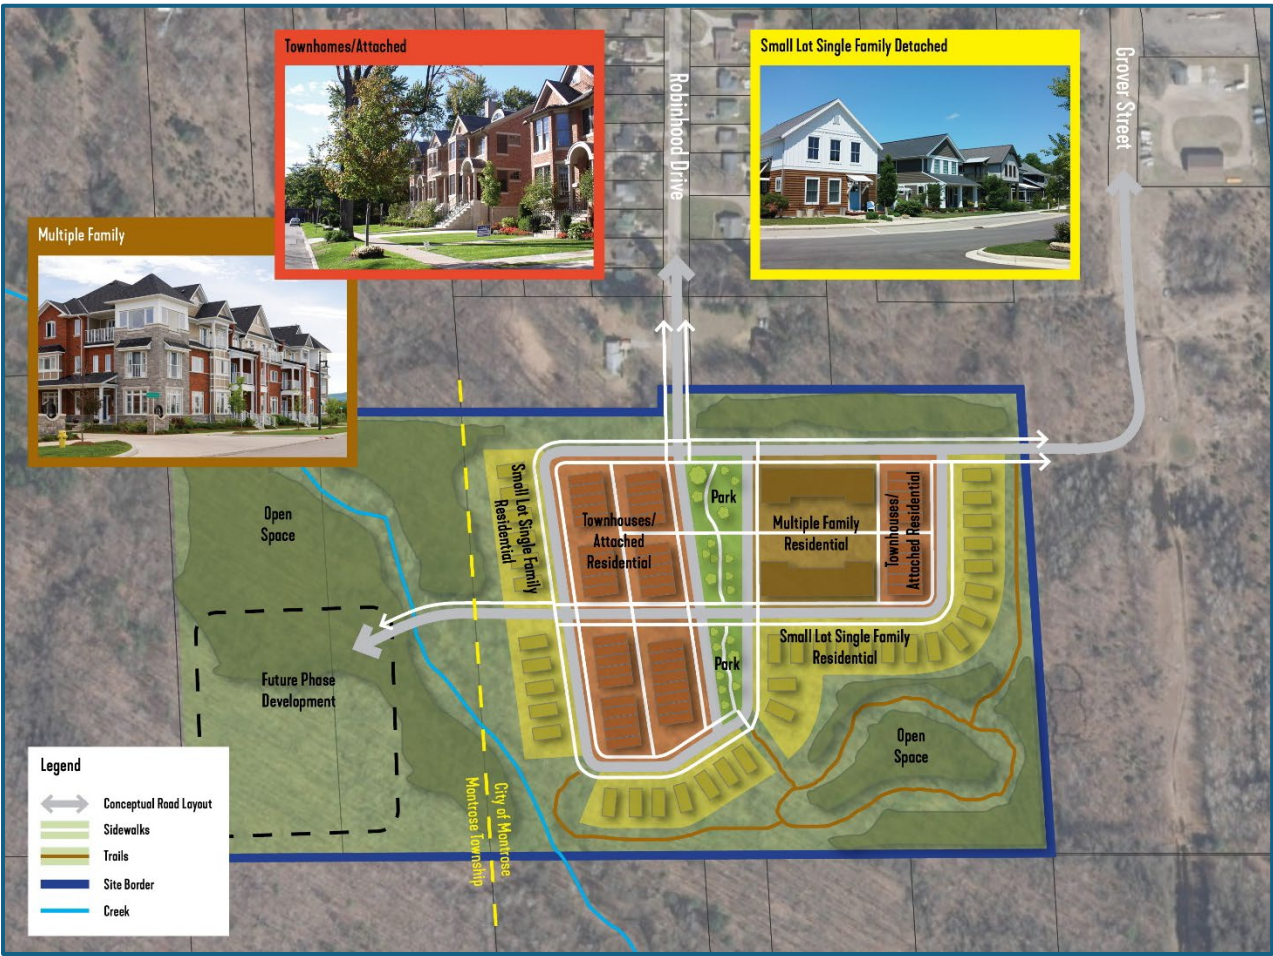 Townhomes/Attached
Small Lot Single Family Detached
Multiple Family
Robinhood Drive
Grover Street
Open
Space
Small Lot Single Family
Residential
Townhouses/
Attached Residential
Park
Multiple Family
Residential
Townhouses/
Attached Residential
Small Lot Single Family
Residential
Park
Future Phase
Development
Open
Space
City of Montrose
Montrose Township
Legend
Conceptual Road Layout
Sidewalks
Trails
Site Border
Creek